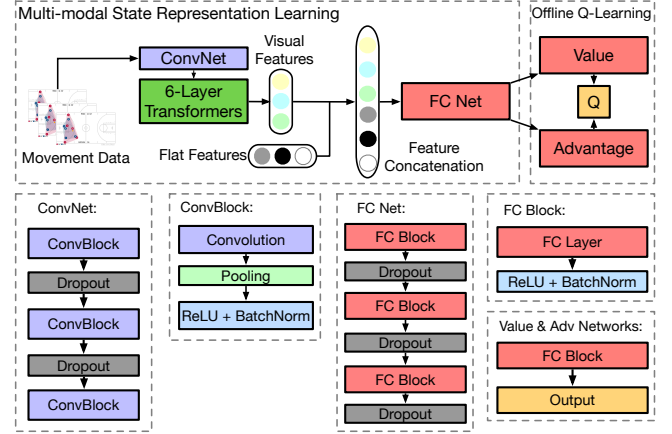 Multi-modal State Representation Learning
Offline Q-Learning
ConvNet
Visual
Features
6-Layer
Transformers
Movement Data
Flat Features
Feature
Concatenation
FC Net
Value
Q
Advantage
ConvNet:
ConvBlock
Dropout
ConvBlock
Dropout
ConvBlock
ConvBlock:
Convolution
Pooling
ReLU + BatchNorm
FC Net:
FC Block
Dropout
FC Block
Dropout
FC Block
Dropout
FC Block:
FC Layer
ReLU + BatchNorm
Value & Adv Networks:
FC Block
Output